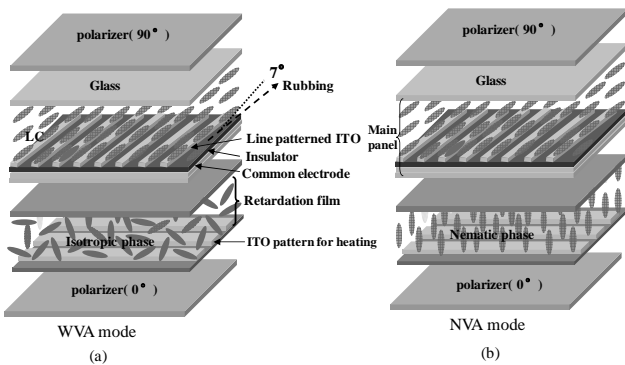 polarizer( 90° )
Glass
7°
Rubbing
LC
Line patterned ITO
Insulator
Common electrode
Retardation film
Isotropic phase
ITO pattern for heating
polarizer( 0° )
WVA mode
(a)
polarizer( 90° )
Glass
Main
panel
Nematic phase
polarizer( 0° )
NVA mode
(b)